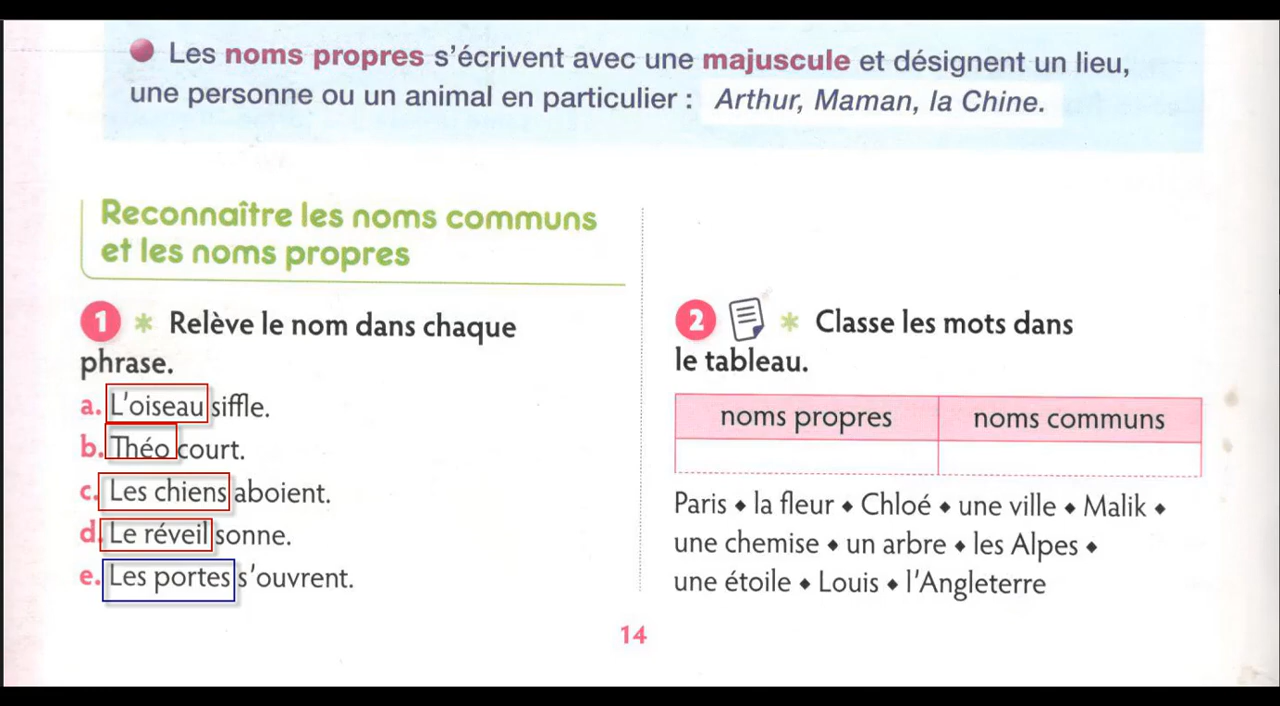 Les noms propres s'écrivent avec une majuscule et désignent un lieu,
une personne ou un animal en particulier : Arthur, Maman, la Chine.
Reconnaître les noms communs
et les noms propres
1 * Relève le nom dans chaque
phrase.
a. L'oiseau siffle.
b. Théo court.
c. Les chiens aboient.
d. Le réveil sonne.
e. Les portes s'ouvrent.
2 * Classe les mots dans
le tableau.
noms propres noms communs
Paris ♦ la fleur ♦ Chloé ♦ une ville ♦ Malik ♦
une chemise ♦ un arbre ♦ les Alpes ♦
une étoile ♦ Louis ♦ l'Angleterre
14